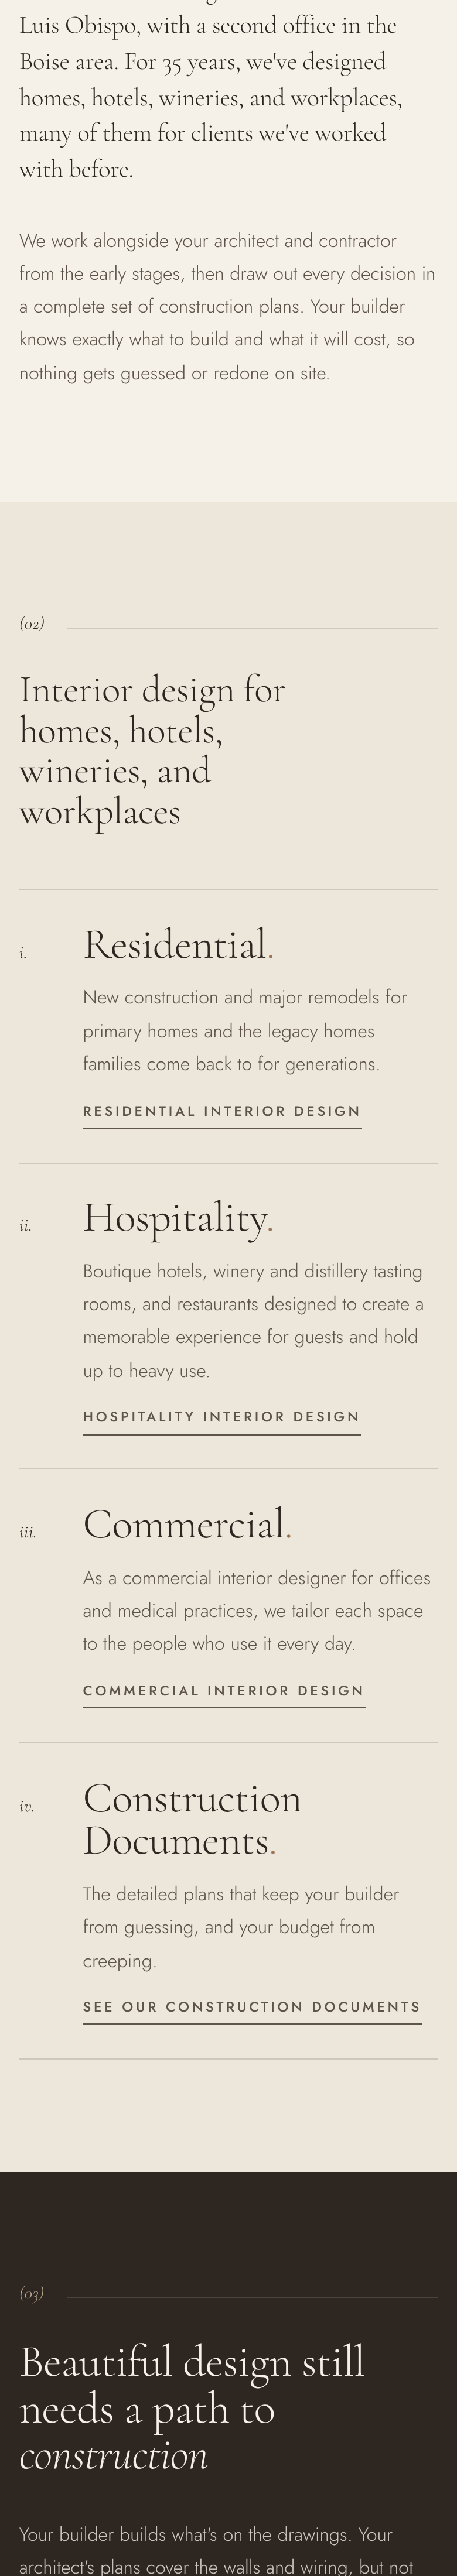 Luis Obispo, with a second office in the
Boise area. For 35 years, we've designed
homes, hotels, wineries, and workplaces,
many of them for clients we've worked
with before.
We work alongside your architect and contractor
from the early stages, then draw out every decision in
a complete set of construction plans. Your builder
knows exactly what to build and what it will cost, so
nothing gets guessed or redone on site.
(02)
Interior design for
homes, hotels,
wineries, and
workplaces
i.
Residential.
New construction and major remodels for
primary homes and the legacy homes
families come back to for generations.
RESIDENTIAL INTERIOR DESIGN
ii.
Hospitality.
Boutique hotels, winery and distillery tasting
rooms, and restaurants designed to create a
memorable experience for guests and hold
up to heavy use.
HOSPITALITY INTERIOR DESIGN
iii.
Commercial.
As a commercial interior designer for offices
and medical practices, we tailor each space
to the people who use it every day.
COMMERCIAL INTERIOR DESIGN
iv.
Construction
Documents.
The detailed plans that keep your builder
from guessing, and your budget from
creeping.
SEE OUR CONSTRUCTION DOCUMENTS
(03)
Beautiful design still
needs a path to
construction
Your builder builds what's on the drawings. Your
architect's plans cover the walls and wiring, but not